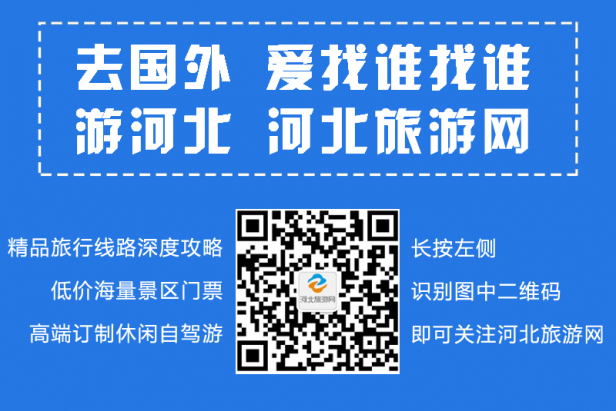 去国外 爱找谁找谁
游河北 河北旅游网
精品旅行线路深度攻略
低价海量景区门票
高端订制休闲自驾游
河北旅游网
长按左侧
识别图中二维码
即可关注河北旅游网